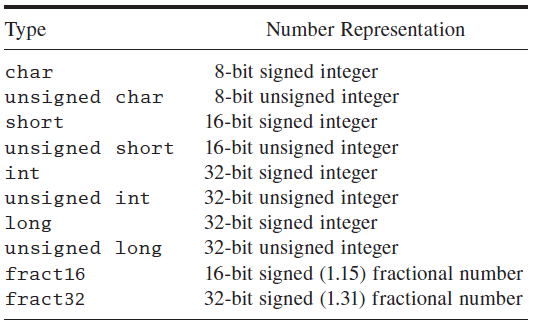 Type Number Representation
char 8-bit signed integer
unsigned char 8-bit unsigned integer
short 16-bit signed integer
unsigned short 16-bit unsigned integer
int 32-bit signed integer
unsigned int 32-bit unsigned integer
long 32-bit signed integer
unsigned long 32-bit unsigned integer
fract16 16-bit signed (1.15) fractional number
fract32 32-bit signed (1.31) fractional number